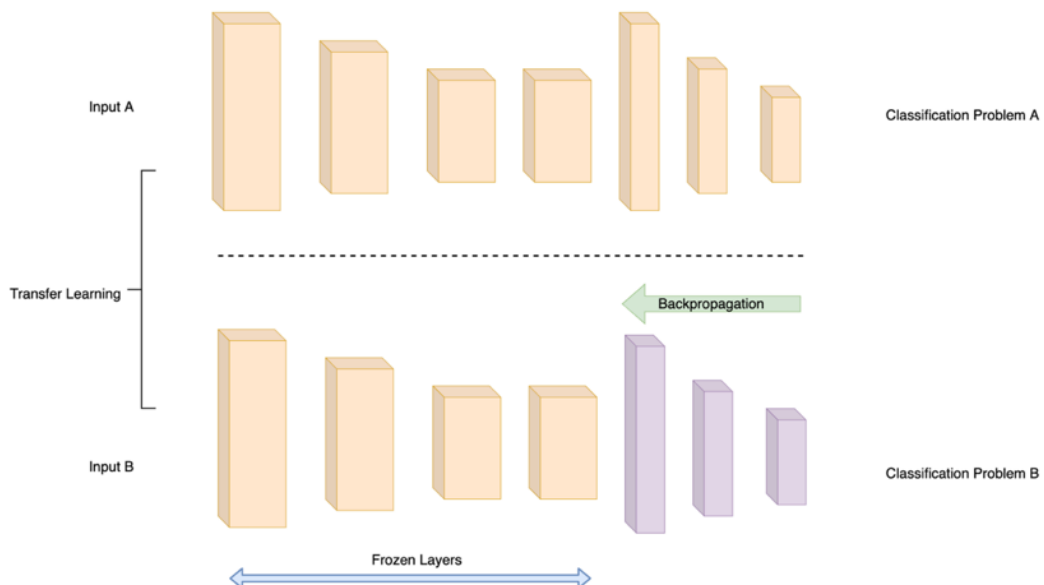 Input A
Classification Problem A
Transfer Learning
Backpropagation
Input B
Classification Problem B
Frozen Layers